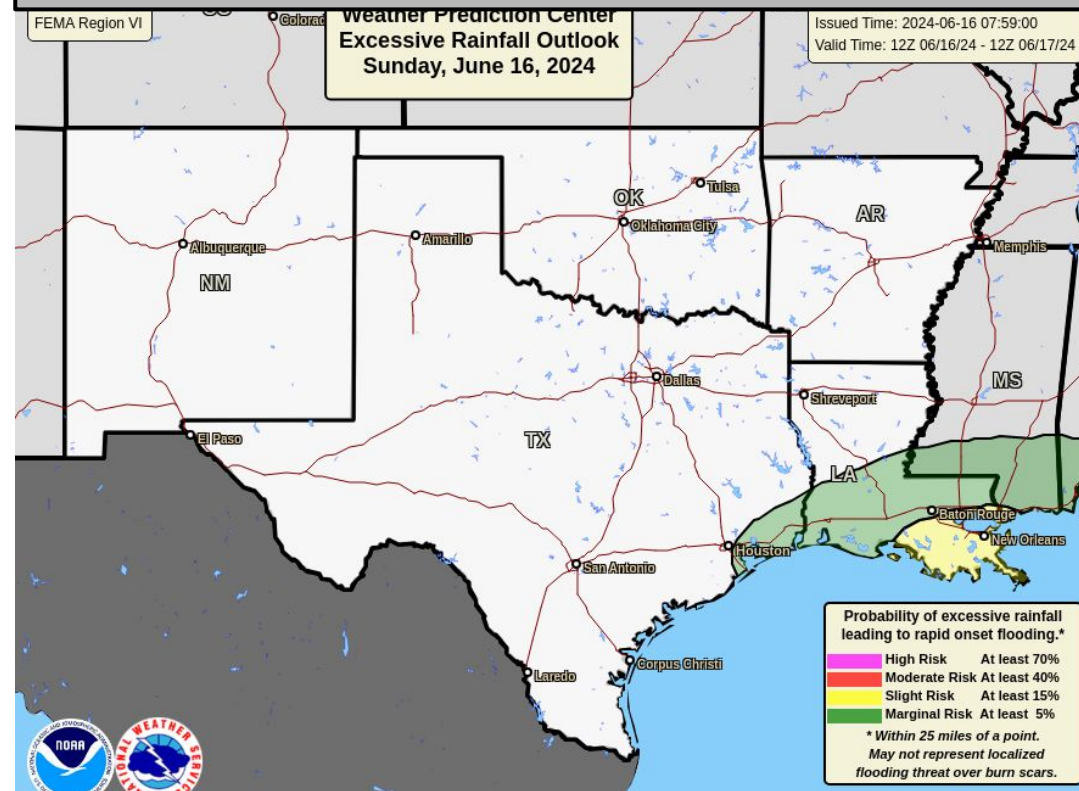 FEMA Region VI
Weather Prediction Center
Excessive Rainfall Outlook
Sunday, June 16, 2024
Issued Time: 2024-06-16 07:59:00
Valid Time: 12Z 06/16/24 - 12Z 06/17/24
Tulsa
OK
Oklahoma City
AR
Amarillo
Albuquerque
Memphis
NM
Dallas
MS
Shreveport
El Paso
TX
LA
Baton Rouge
New Orleans
Houston
San Antonio
Laredo
Corpus Christi
Probability of excessive rainfall
leading to rapid onset flooding.*
High Risk At least 70%
Moderate Risk At least 40%
Slight Risk At least 15%
Marginal Risk At least 5%
* Within 25 miles of a point.
May not represent localized
flooding threat over burn scars.
NOAA
WEATHER